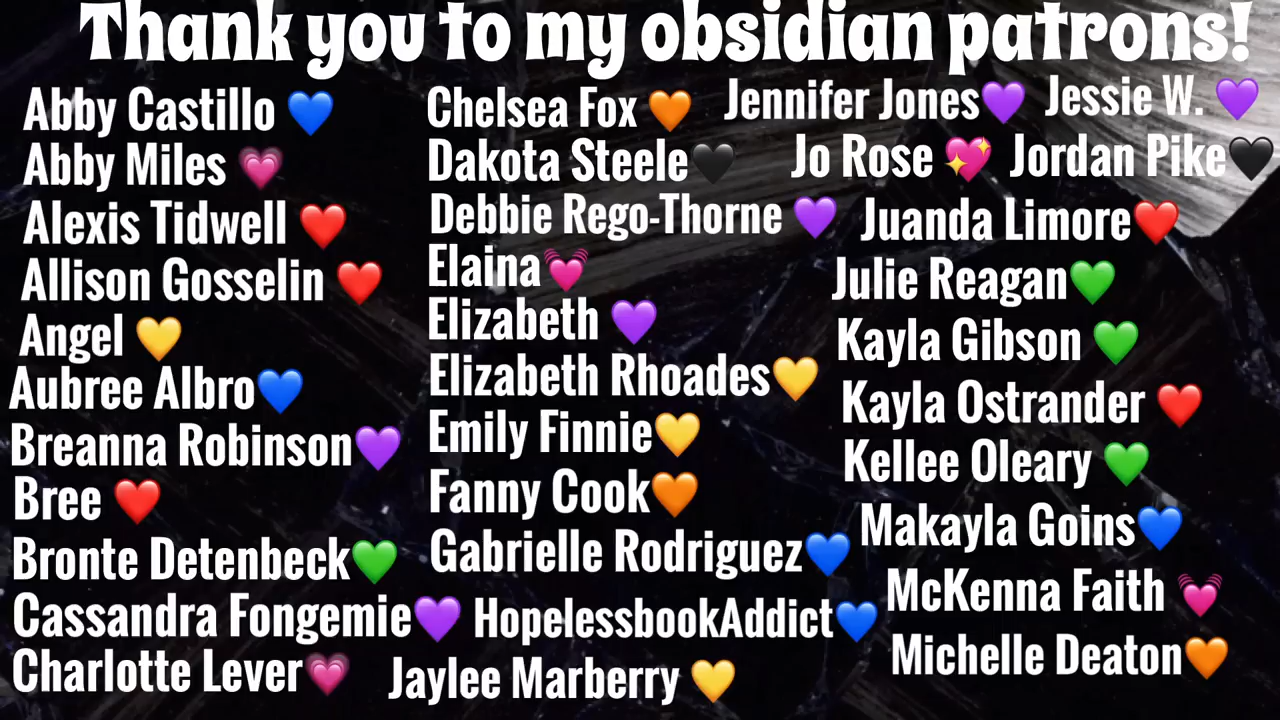 Thank you to my obsidian patrons!
Abby Castillo 💙
Abby Miles 💗
Alexis Tidwell ❤️
Allison Gosselin ❤️
Angel 💛
Aubree Albro💙
Breanna Robinson💜
Bree ❤️
Bronte Detenbeck💚
Cassandra Fongemie💜
Charlotte Lever💗
Chelsea Fox 🧡
Dakota Steele🖤
Debbie Rego-Thorne 💜
Elaina💓
Elizabeth 💜
Elizabeth Rhoades💛
Emily Finnie💛
Fanny Cook🧡
Gabrielle Rodriguez💙
HopelessbookAddict💙
Jaylee Marberry 💛
Jennifer Jones💜 Jessie W. 💜
Jo Rose 💖 Jordan Pike🖤
Juanda Limore❤️
Julie Reagan💚
Kayla Gibson 💚
Kayla Ostrander ❤️
Kellee Oleary 💚
Makayla Goins💙
McKenna Faith 💓
Michelle Deaton🧡